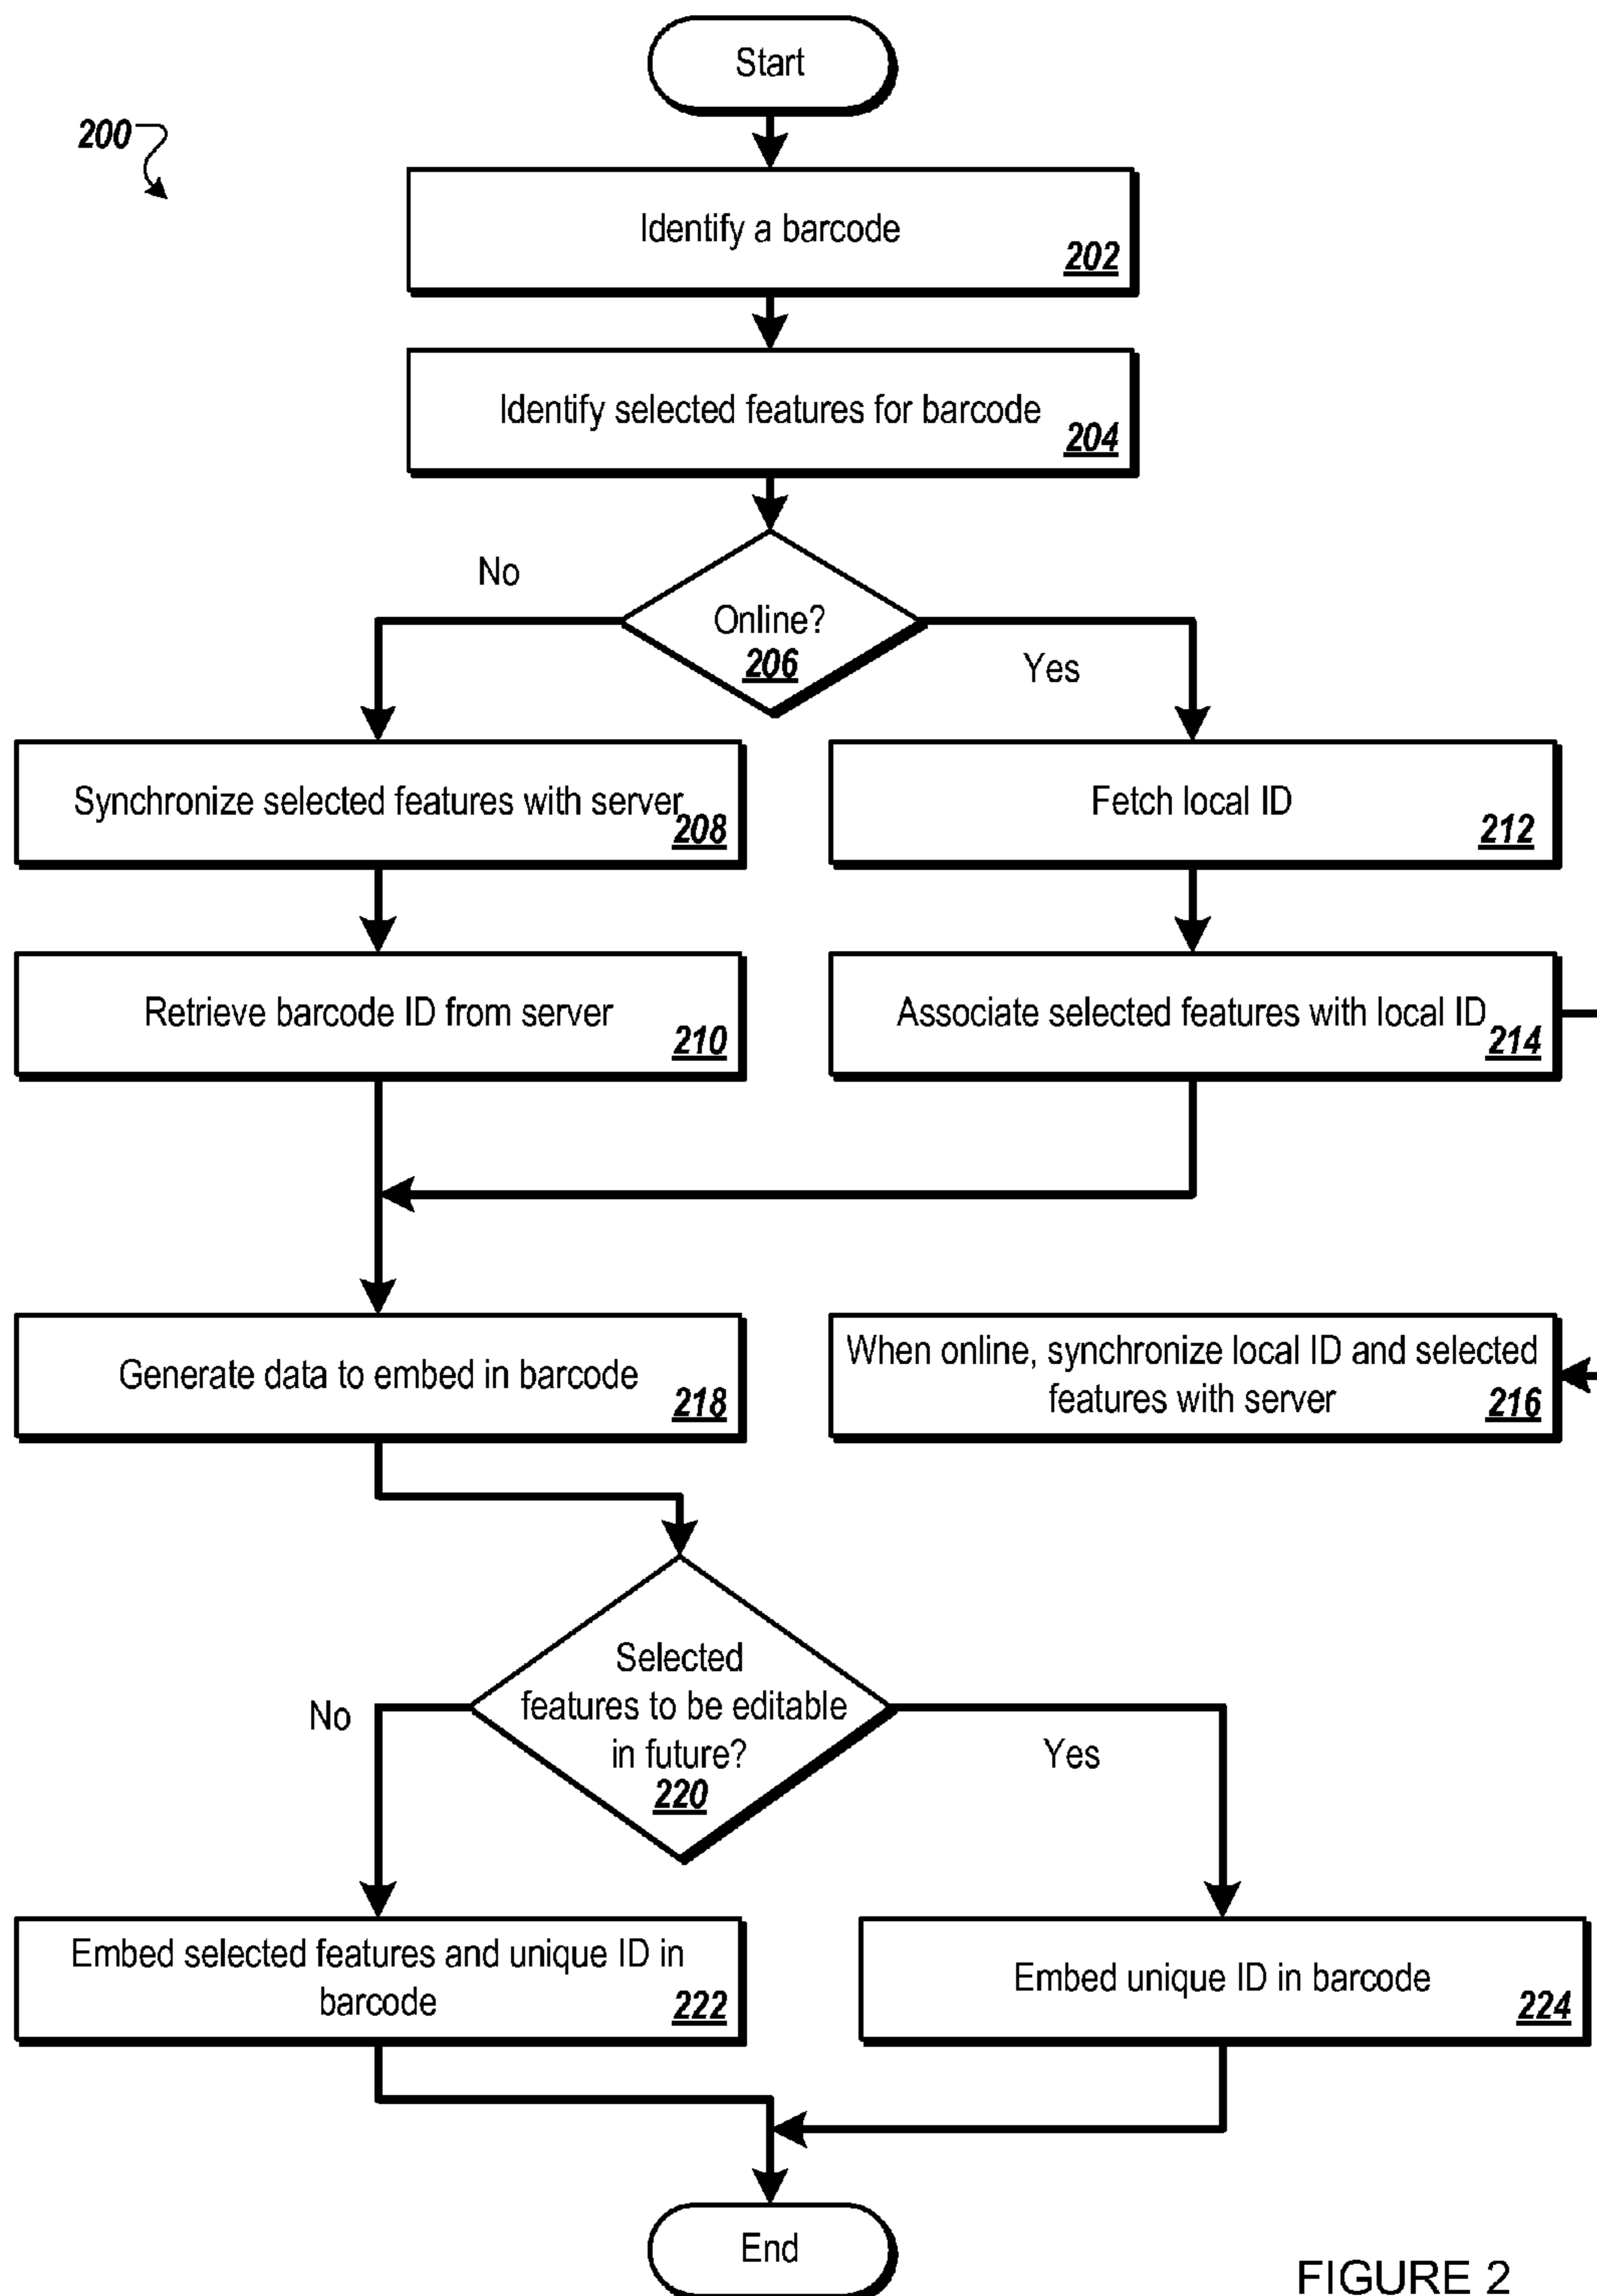 Start
200
Identify a barcode
202
Identify selected features for barcode
204
No
Online?
206
Yes
Synchronize selected features with server
208
Fetch local ID
212
Retrieve barcode ID from server
210
Associate selected features with local ID
214
Generate data to embed in barcode
218
When online, synchronize local ID and selected
features with server
216
Selected
features to be editable
in future?
220
No
Yes
Embed selected features and unique ID in
barcode
222
Embed unique ID in barcode
224
End
FIGURE 2